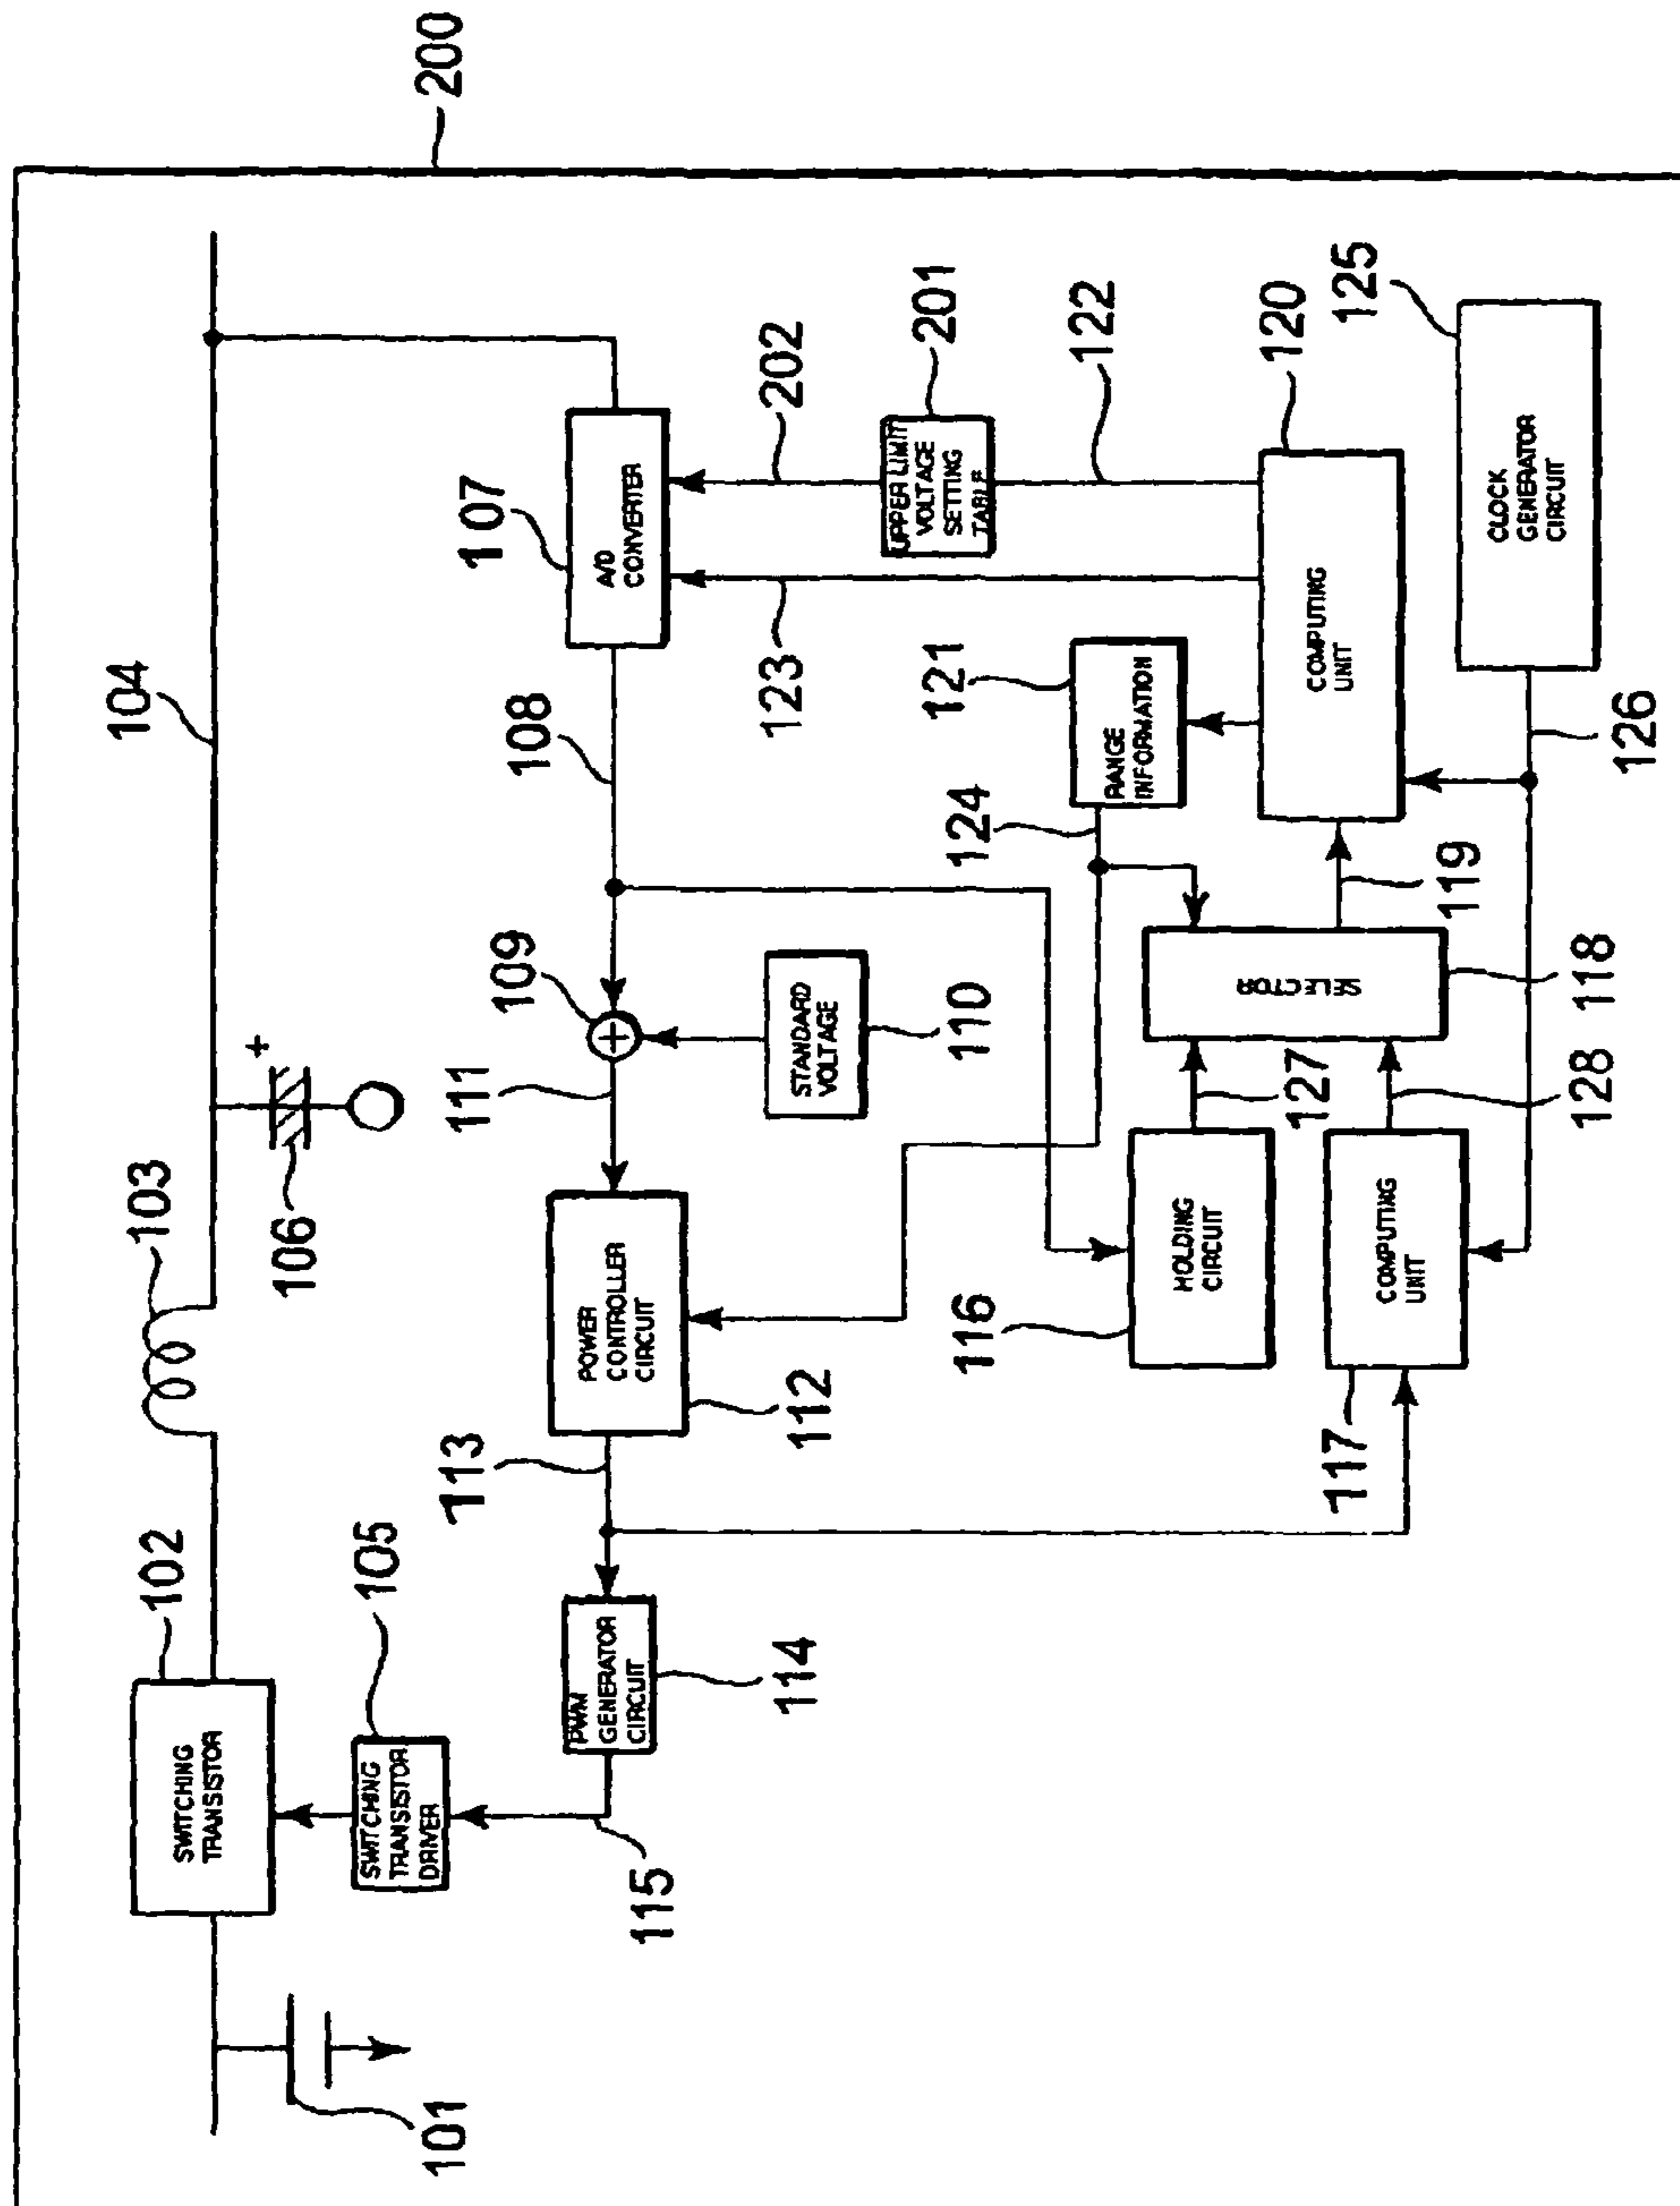 200
102
SWITCHING
TRANSISTOR
103
104
101
105
SWITCHING
TRANSISTOR
DRIVER
106
+
107
A/D
CONVERTER
108
109
111
113
115
PWM
GENERATOR
CIRCUIT
114
POWER
CONTROLLER
CIRCUIT
112
STANDARD
VOLTAGE
110
202
123
UPPER LIMIT
VOLTAGE
SETTING
TABLE
201
124
RANGE
INFORMATION
121
122
116
HOLDING
CIRCUIT
127
SELECTOR
118
119
COMPUTING
UNIT
120
117
COMPUTING
UNIT
128
126
CLOCK
GENERATOR
CIRCUIT
125